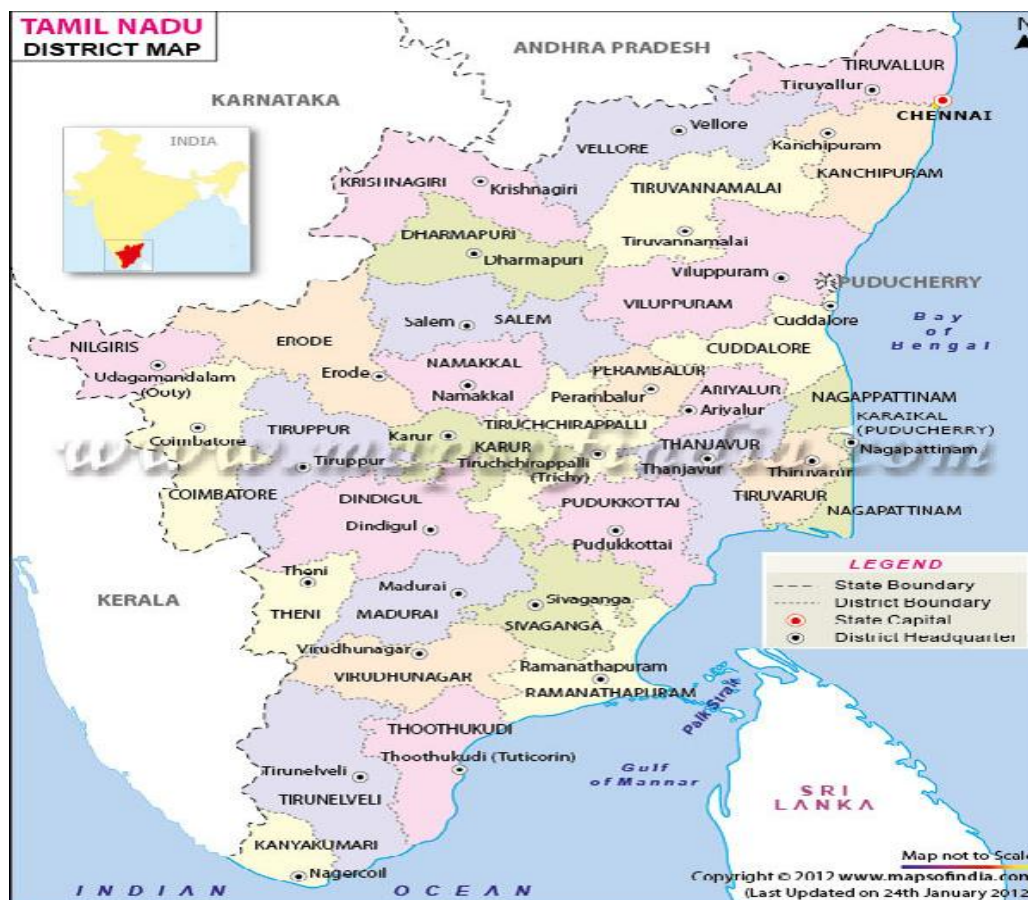 TAMIL NADU
DISTRICT MAP
N
ANDHRA PRADESH
KARNATAKA
INDIA
TIRUVALLUR
Tiruvallur
CHENNAI
Vellore
VELLORE
Kanchipuram
KANCHIPURAM
KRISHNAGIRI
Krishnagiri
TIRUVANNAMALAI
Tiruvannamalai
DHARMAPURI
Dharmapuri
Viluppuram
VILUPPURAM
PUDUCHERRY
Cuddalore
CUDDALORE
Bay
of
Bengal
Salem
SALEM
ERODE
Erode
NILGIRIS
Udagamandalam
(Ooty)
NAMAKKAL
Namakkal
PERAMBALUR
Perambalur
ARIYALUR
Ariyalur
NAGAPPATTINAM
KARAIKAL
(PUDUCHERRY)
Nagapattinam
TIRUCHCHIRAPPALLI
Coimbatore
TIRUPPUR
Karur
KARUR
THANJAVUR
www.mapsofindia.com
Tiruppur
Tiruchchirappalli
(Trichy)
Thanjavur
Thiruvarur
COIMBATORE
DINDIGUL
Dindigul
PUDUKKOTTAI
Pudukkottai
TIRUVARUR
NAGAPATTINAM
KERALA
Theni
THENI
Madurai
MADURAI
Sivaganga
SIVAGANGA
Virudhunagar
VIRUDHUNAGAR
Ramanathapuram
RAMANATHAPURAM
LEGEND
State Boundary
District Boundary
State Capital
District Headquarter
Palk Strait
THOOTHUKUDI
Thoothukudi (Tuticorin)
Tirunelveli
TIRUNELVELI
Gulf
of Mannar
SRI
LANKA
KANYAKUMARI
Nagercoil
INDIAN OCEAN
Map not to Scale
Copyright © 2012 www.mapsofindia.com
(Last Updated on 24th January 2012